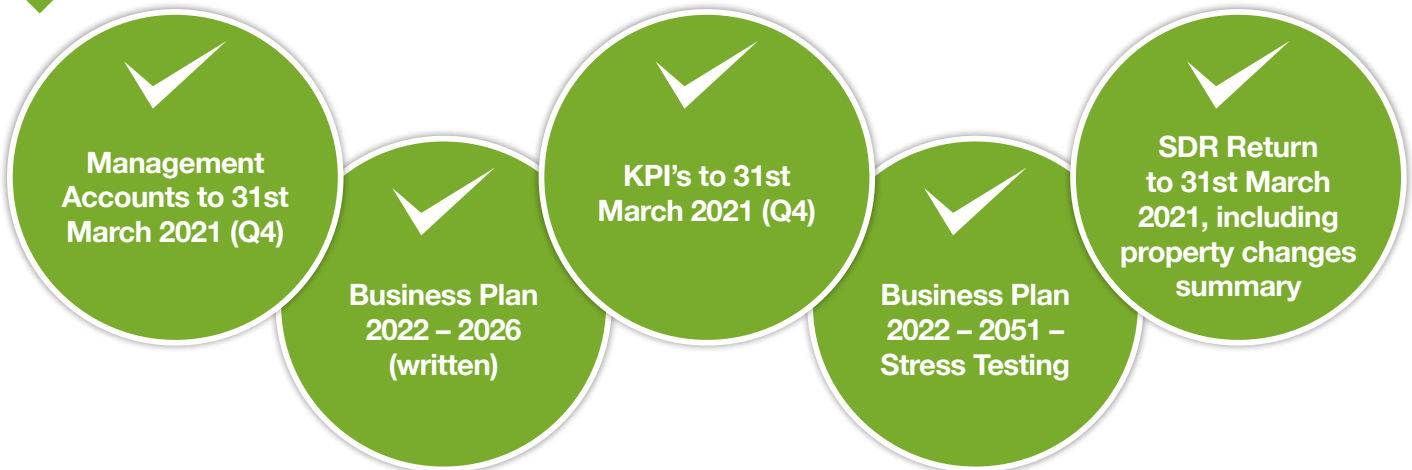 Management
Accounts to 31st
March 2021 (Q4)
Business Plan
2022 – 2026
(written)
KPI's to 31st
March 2021 (Q4)
Business Plan
2022 – 2051 –
Stress Testing
SDR Return
to 31st March
2021, including
property changes
summary